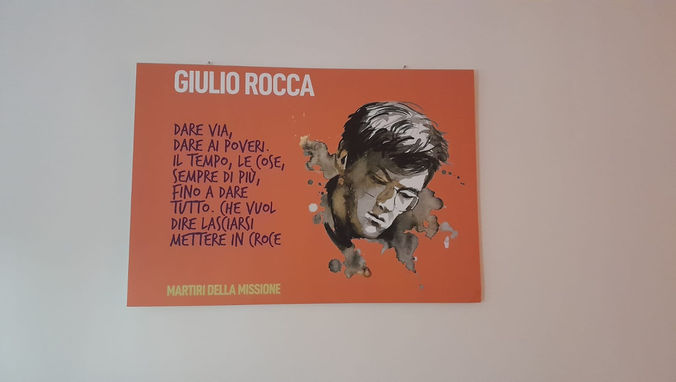 GIULIO ROCCA
DARE VIA,
DARE AI POVERI.
IL TEMPO, LE COSE,
SEMPRE DI PIÙ,
FINO A DARE
TUTTO. CHE VUOL
DIRE LASCIARSI
METTERE IN CROCE
MARTIRI DELLA MISSIONE